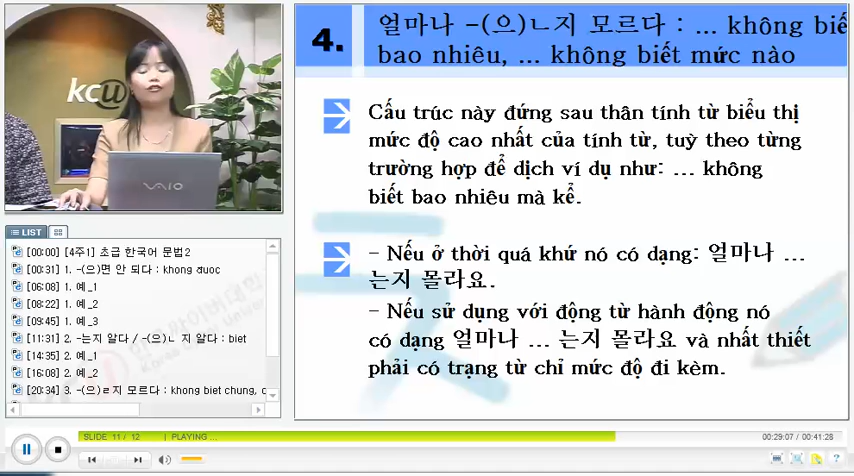 kcu
VAIO
4.
얼마나 -(으)ㄴ지 모르다 : ... không biế
bao nhiêu, ... không biết mức nào
Cấu trúc này đứng sau thân tính từ biểu thị
mức độ cao nhất của tính từ, tuỳ theo từng
trường hợp để dịch ví dụ như: ... không
biết bao nhiêu mà kể.
- Nếu ở thời quá khứ nó có dạng: 얼마나 ...
는지 몰라요.
- Nếu sử dụng với động từ hành động nó
có dạng 얼마나 ... 는지 몰라요 và nhất thiết
phải có trạng từ chỉ mức độ đi kèm.
LIST
[00:00] [4주1] 초급 한국어 문법2
[00:31] 1. -(으)면 안 되다 : khong đuoc
[06:08] 1. 예_1
[08:22] 1. 예_2
[09:45] 1. 예_3
[11:31] 2. -는지 알다 / -(으)ㄴ 지 알다 : biet
[14:35] 2. 예_1
[16:08] 2. 예_2
[20:34] 3. -(으)ㄹ지 모르다 : khong biet chung, c
SLIDE 11 / 12 | PLAYING ...
00:29:07 / 00:41:28